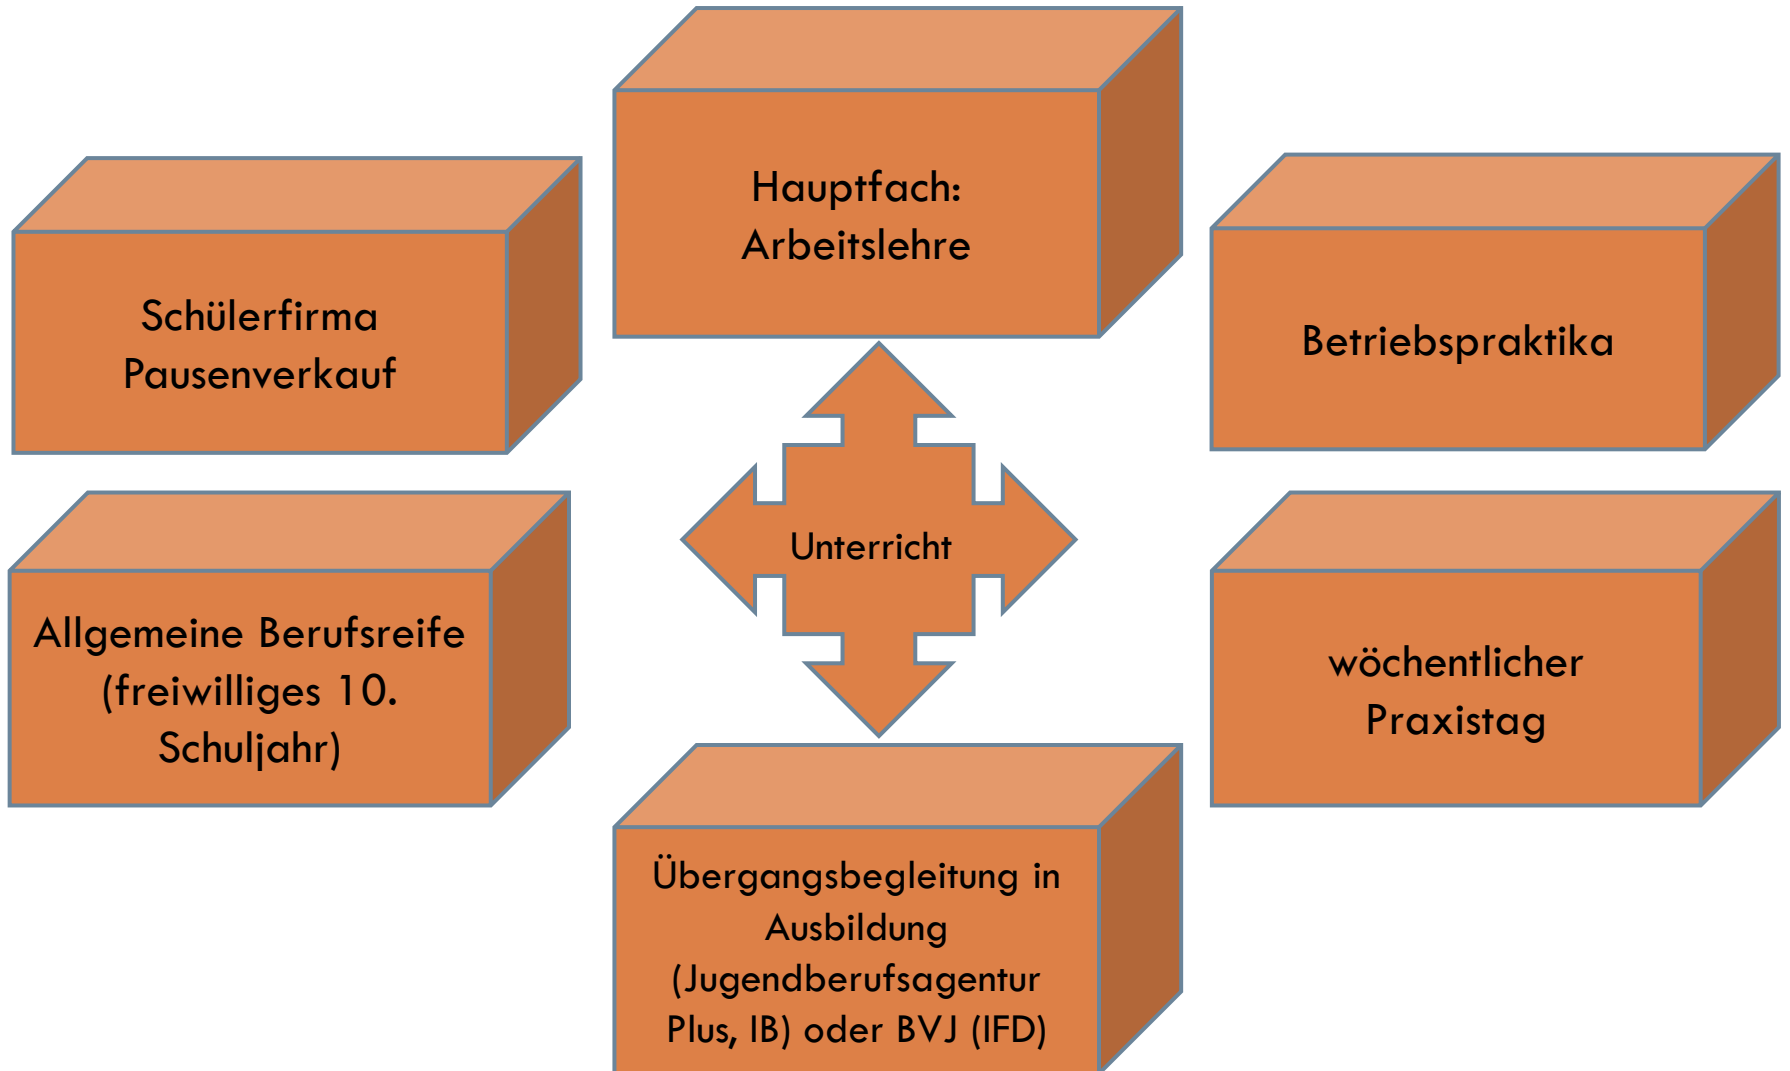 Hauptfach:
Arbeitslehre
Schülerfirma
Pausenverkauf
Betriebspraktika
Unterricht
Allgemeine Berufsreife
(freiwilliges 10.
Schuljahr)
wöchentlicher
Praxistag
Übergangsbegleitung in
Ausbildung
(Jugendberufsagentur
Plus, IB) oder BVJ (IFD)